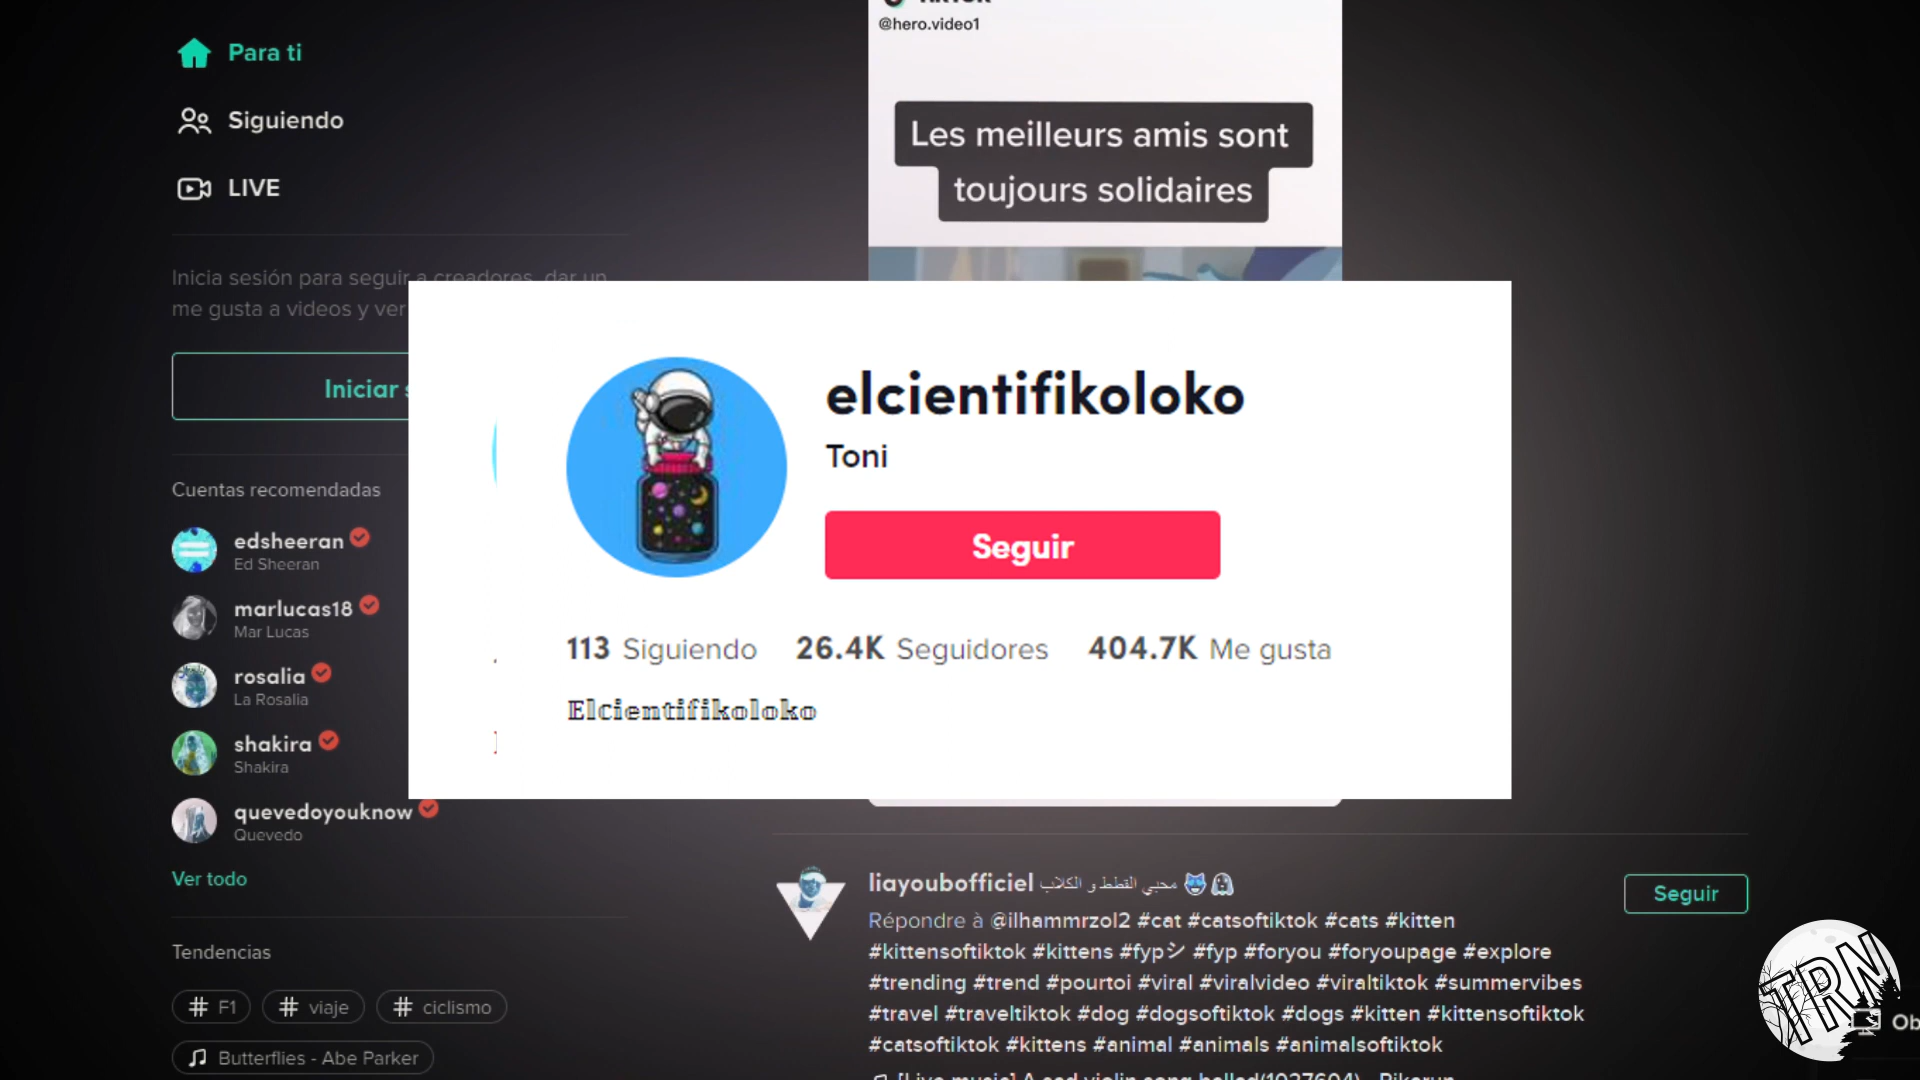 Para ti
Siguiendo
LIVE
Inicia sesión para seguir a creadores, dar un
me gusta a videos y ver
Iniciar
Cuentas recomendadas
edsheeran
Ed Sheeran
marlucas18
Mar Lucas
rosalia
La Rosalia
shakira
Shakira
quevedoyouknow
Quevedo
Ver todo
Tendencias
# F1
# viaje
# ciclismo
Butterflies - Abe Parker
@hero.video1
Les meilleurs amis sont
toujours solidaires
elcientifikoloko
Toni
Seguir
113 Siguiendo 26.4K Seguidores 404.7K Me gusta
𝔼𝕝𝕔𝕚𝕖𝕟𝕥𝕚𝕗𝕚𝕜𝕠𝕝𝕠𝕜𝕠
liayoubofficiel محبي القطط و الكلاب
Seguir
Répondre à @ilhammrzol2 #cat #catsoftiktok #cats #kitten
#kittensoftiktok #kittens #fypシ #fyp #foryou #foryoupage #explore
#trending #trend #pourtoi #viral #viralvideo #viraltiktok #summervibes
#travel #traveltiktok #dog #dogsoftiktok #dogs #kitten #kittensoftiktok
#catsoftiktok #kittens #animal #animals #animalsoftiktok
TRN
Ob